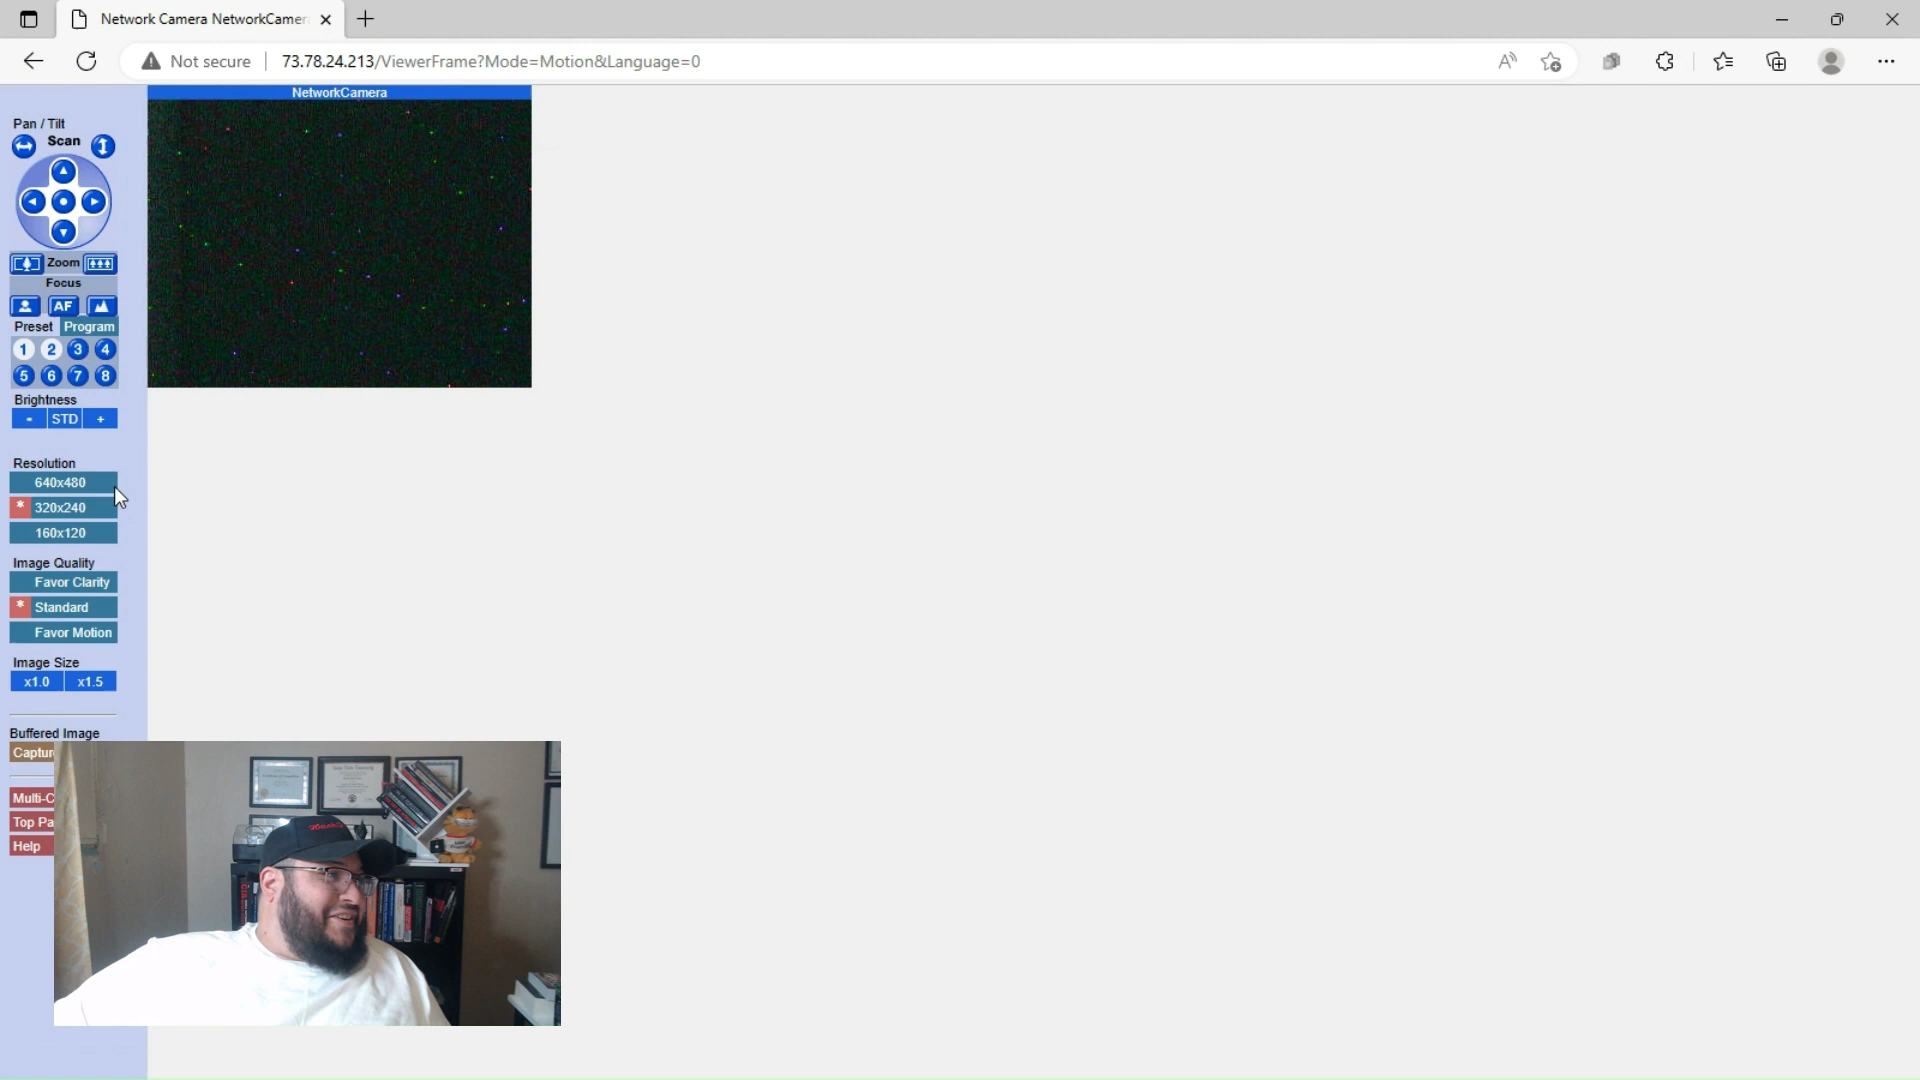 Network Camera NetworkCamer
Not secure
73.78.24.213/ViewerFrame?Mode=Motion&Language=0
NetworkCamera
Pan / Tilt
Scan
Zoom
Focus
AF
Preset Program
1 2 3 4
5 6 7 8
Brightness
- STD +
Resolution
640x480
* 320x240
160x120
Image Quality
Favor Clarity
* Standard
Favor Motion
Image Size
x1.0 x1.5
Buffered Image
Captur
Multi-C
Top Pa
Help